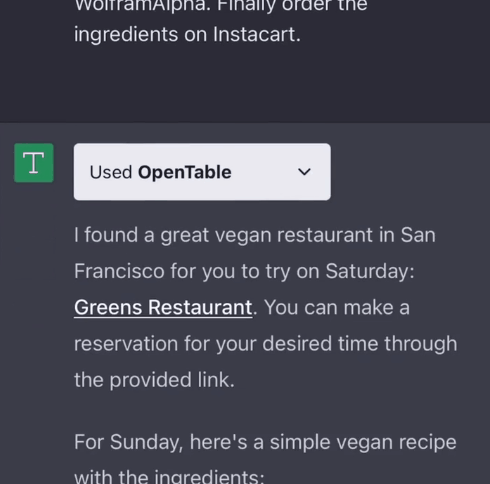 WolframAlpha. Finally order the
ingredients on Instacart.
T
Used OpenTable
I found a great vegan restaurant in San
Francisco for you to try on Saturday:
Greens Restaurant. You can make a
reservation for your desired time through
the provided link.
For Sunday, here's a simple vegan recipe
with the ingredients: